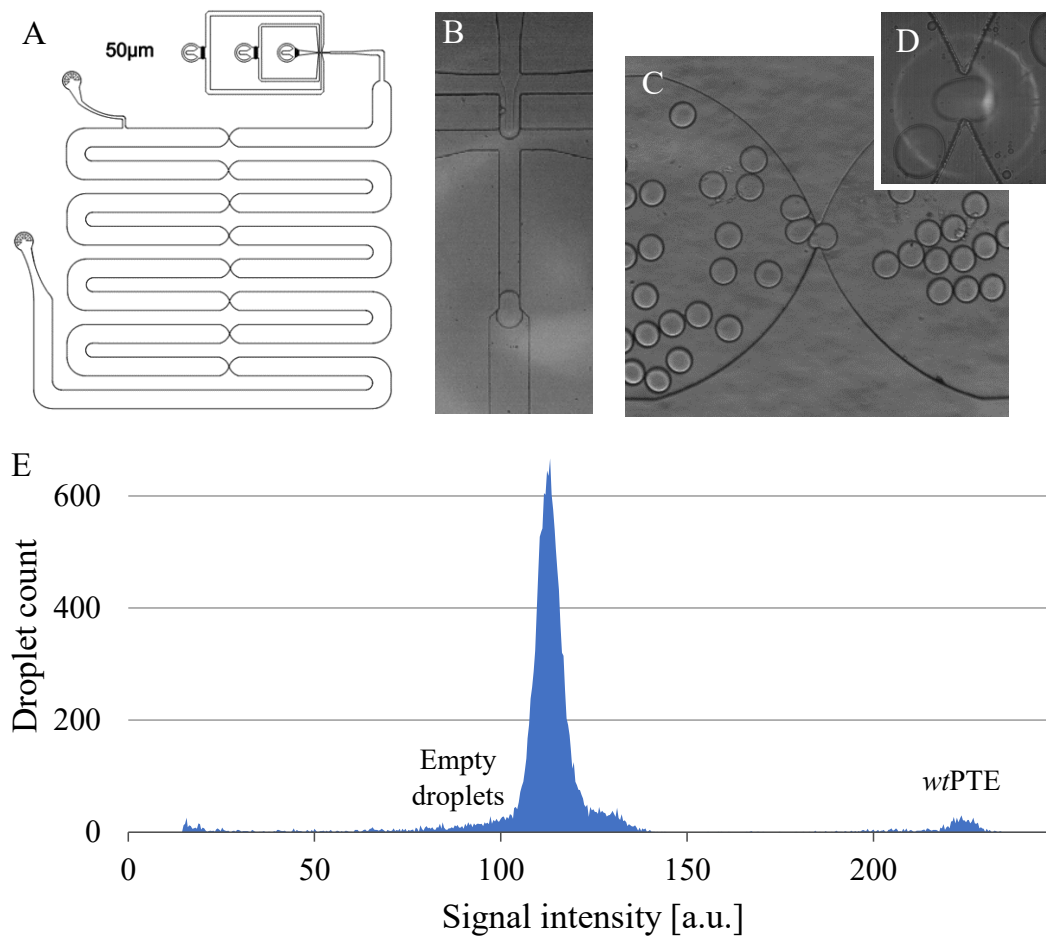 A
50µm
B
C
D
E
Droplet count
600
400
200
0
Empty
droplets
wtPTE
0
50
100
150
200
Signal intensity [a.u.]